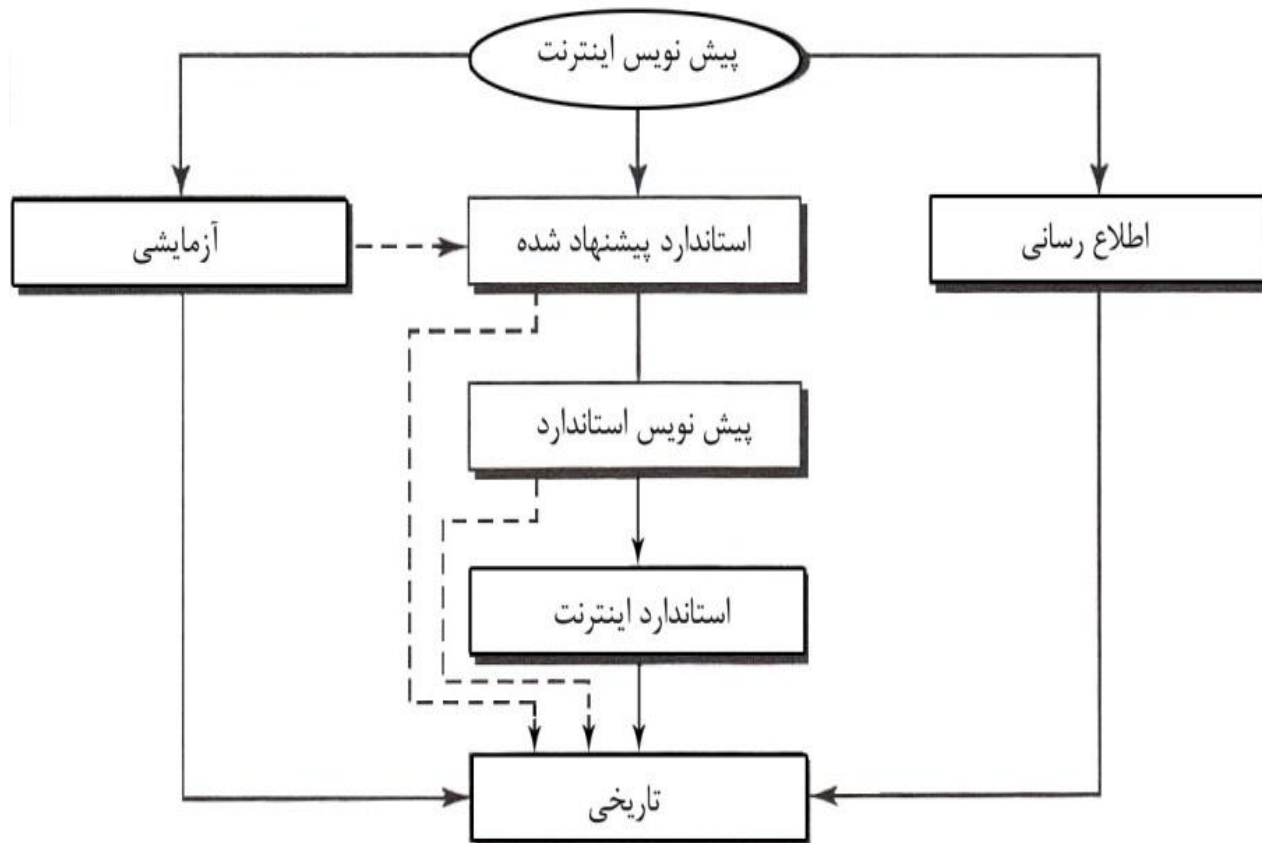 پیش نویس اینترنت
اطلاع رسانی
استاندارد پیشنهاد شده
آزمایشی
پیش نویس استاندارد
استاندارد اینترنت
تاریخی